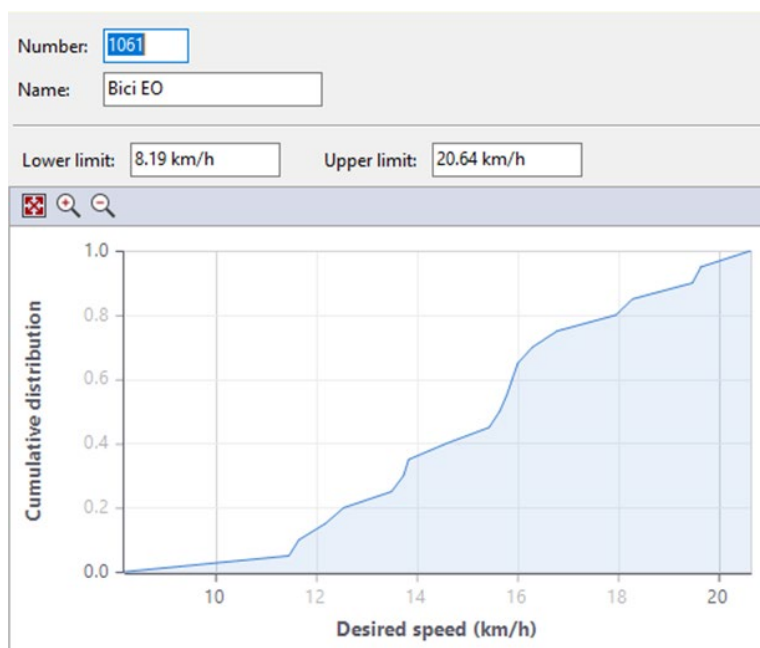 Number: 1061
Name: Bici EO
Lower limit: 8.19 km/h Upper limit: 20.64 km/h
1.0
0.8
0.6
0.4
0.2
0.0
Cumulative distribution
10 12 14 16 18 20
Desired speed (km/h)